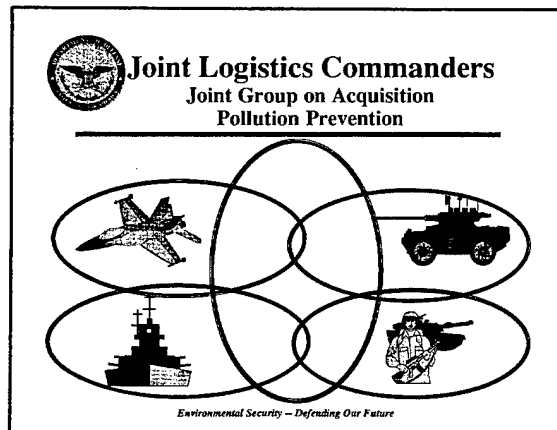 Joint Logistics Commanders
Joint Group on Acquisition
Pollution Prevention
Environmental Security – Defending Our Future